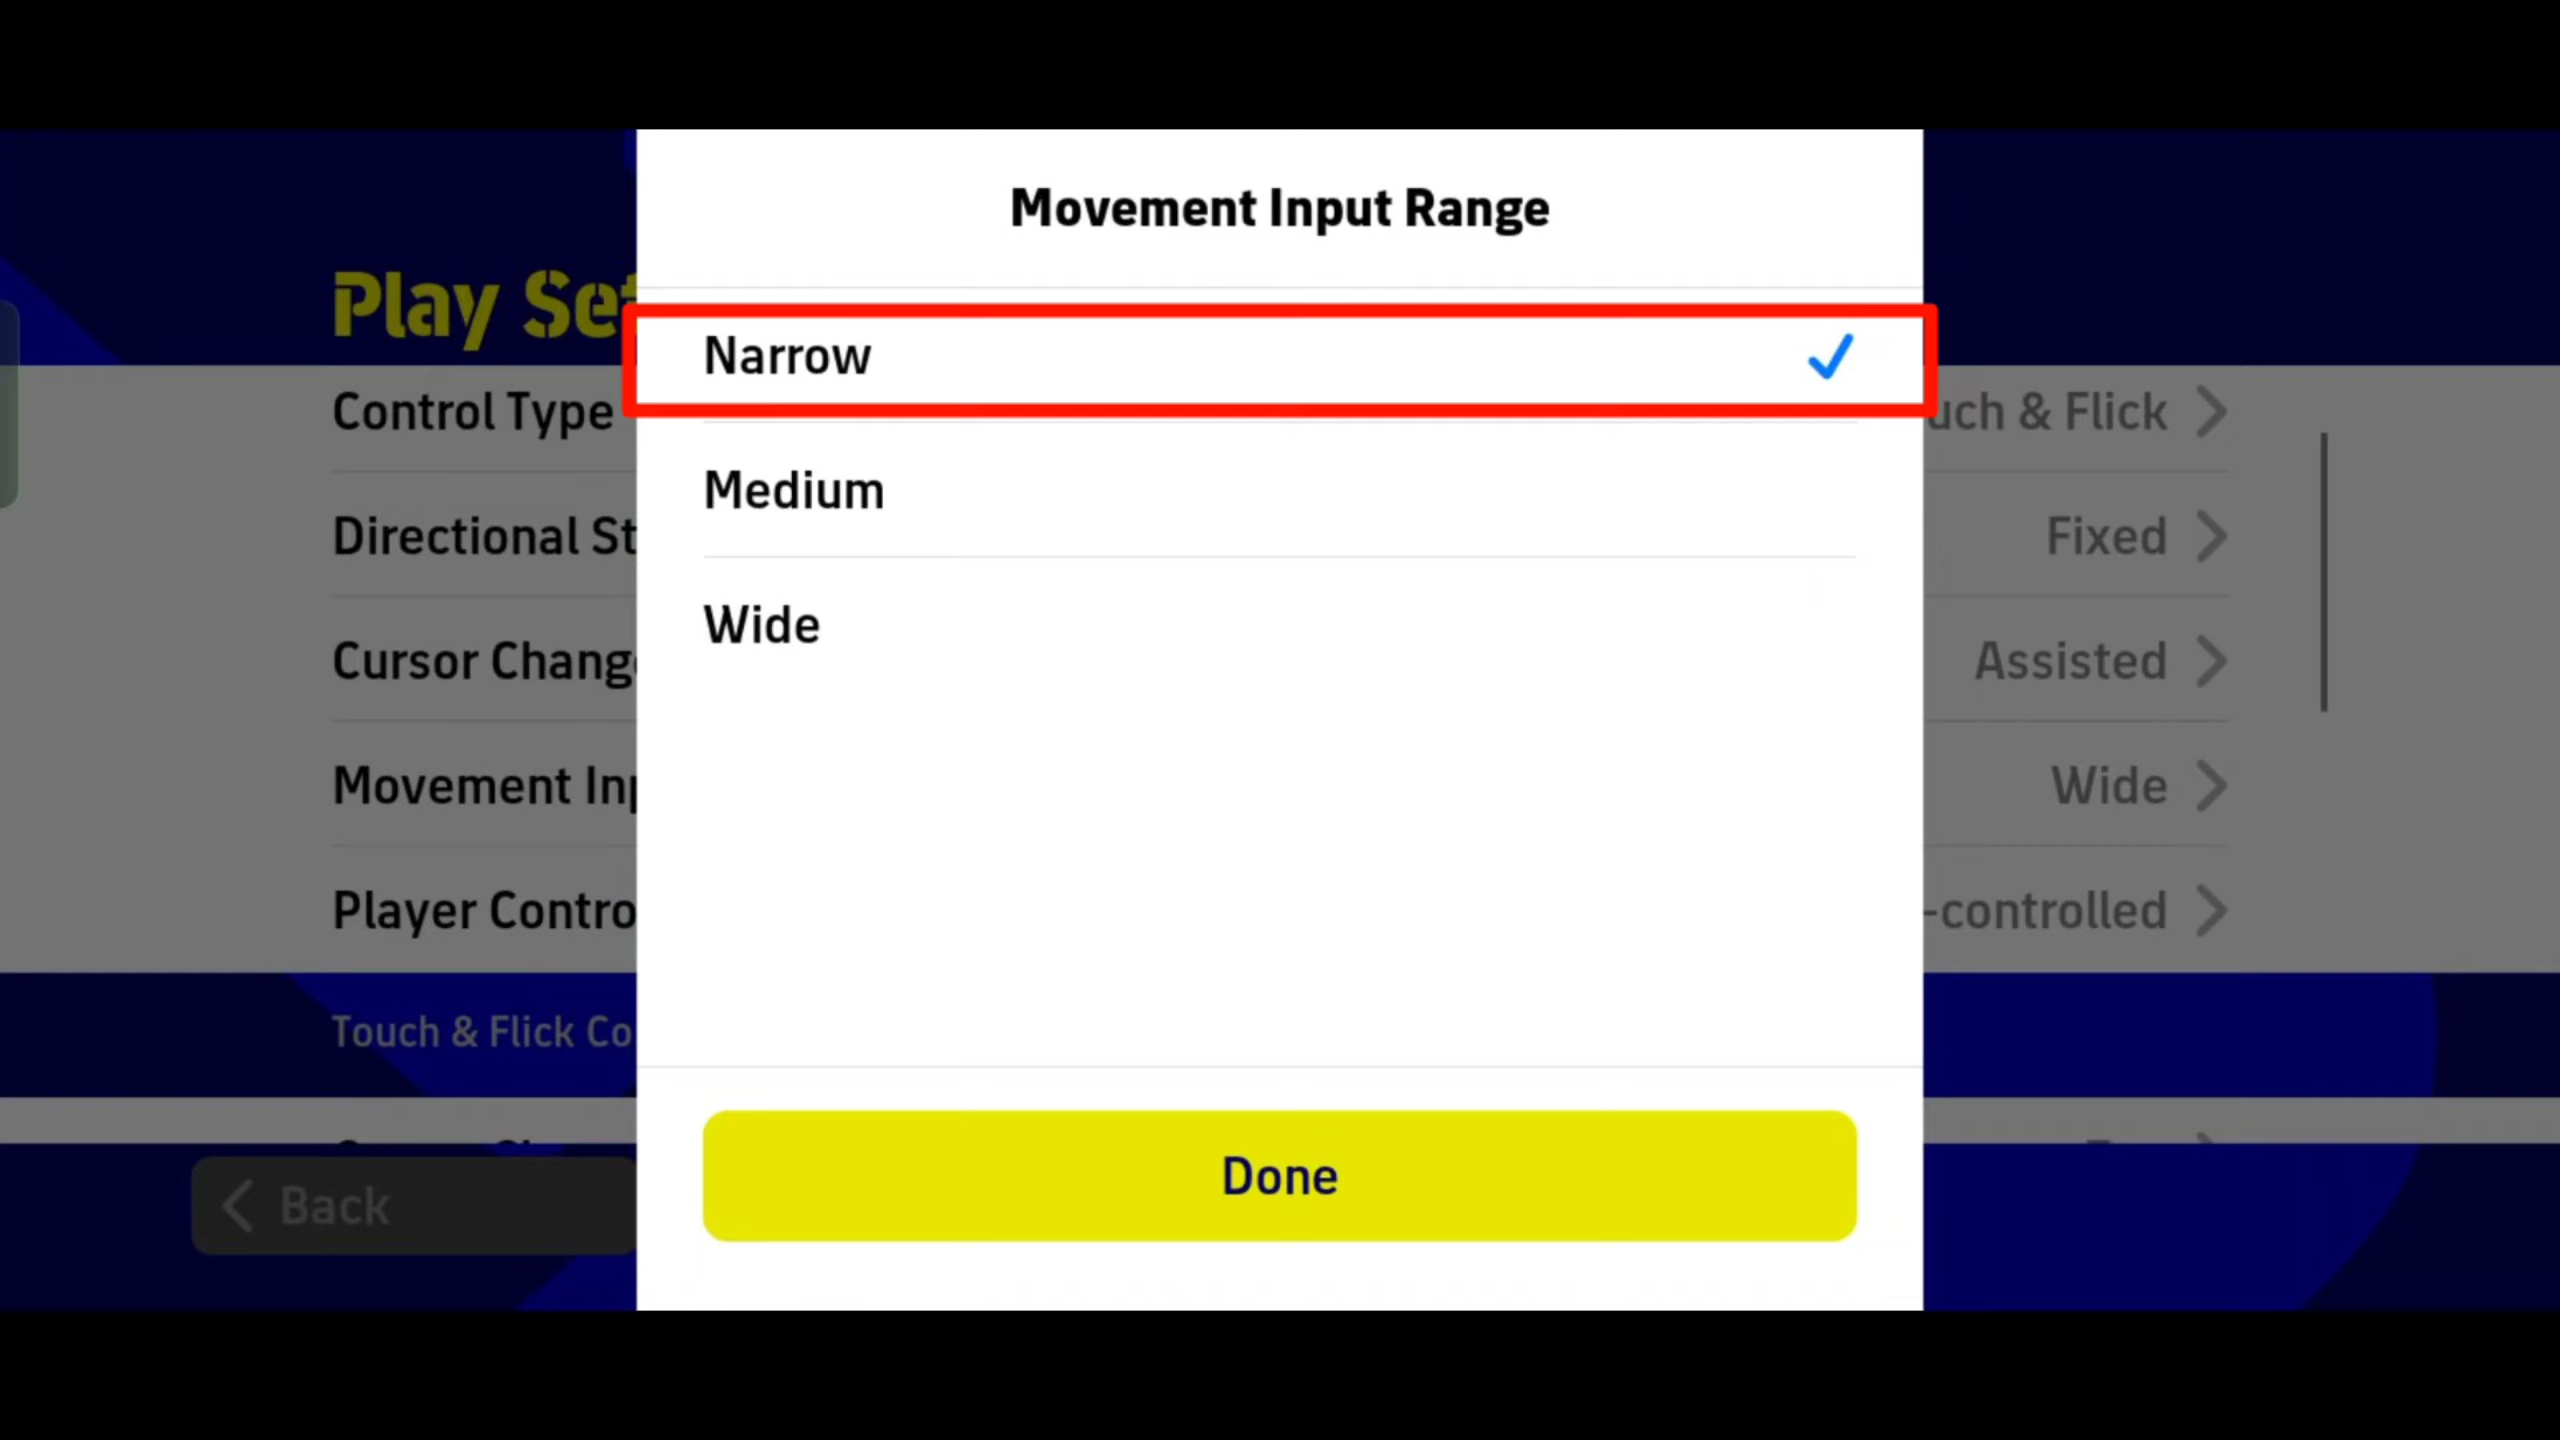 Movement Input Range
Play Se
Narrow
Control Type
uch & Flick
Medium
Directional St
Fixed
Wide
Cursor Chang
Assisted
Movement In
Wide
Player Contro
-controlled
Touch & Flick Co
Done
Back